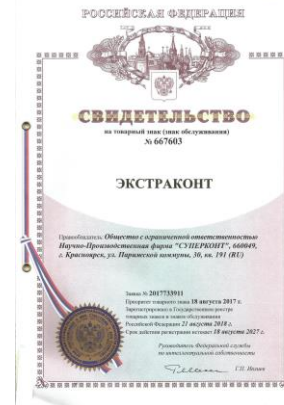 РОССИЙСКАЯ ФЕДЕРАЦИЯ
СВИДЕТЕЛЬСТВО
на товарный знак (знак обслуживания)
№ 667603
ЭКСТРАКОНТ
Правообладатель: Общество с ограниченной ответственностью
Научно-Производственная фирма "СУПЕРКОНТ", 660049,
г. Красноярск, ул. Парижской коммуны, 30, кв. 191 (RU)
Заявка № 2017733911
Приоритет товарного знака 18 августа 2017 г.
Зарегистрировано в Государственном реестре
товарных знаков и знаков обслуживания
Российской Федерации 21 августа 2018 г.
Срок действия регистрации истекает 18 августа 2027 г.
Руководитель Федеральной службы
по интеллектуальной собственности
Г.П. Ивлиев